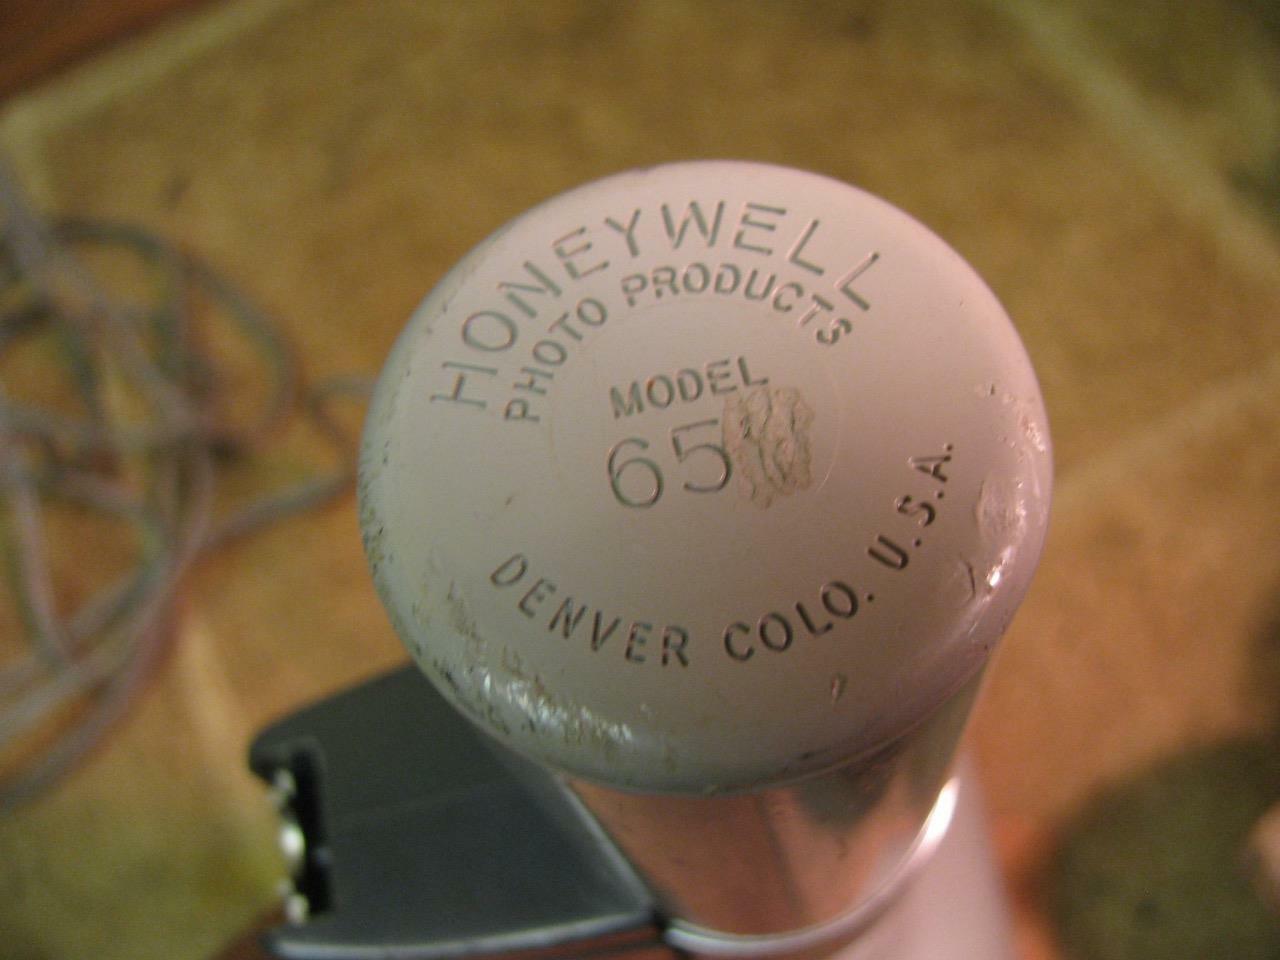 HONEYWELL
PHOTO PRODUCTS
MODEL
65
DENVER COLO. U.S.A.